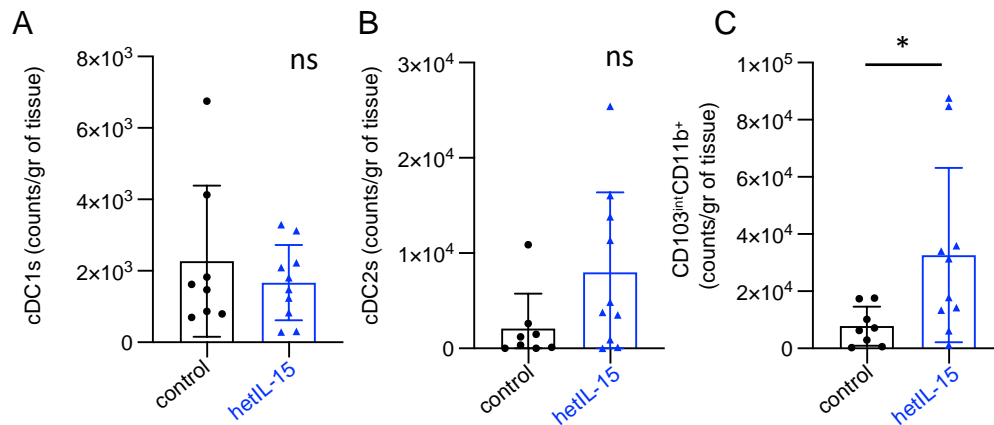 A
cDC1s (counts/gr of tissue)
8×10³
6×10³
4×10³
2×10³
0
ns
control
hetIL-15
B
cDC2s (counts/gr of tissue)
3×10⁴
2×10⁴
1×10⁴
0
ns
control
hetIL-15
C
CD103ⁱⁿᵗCD11b⁺
(counts/gr of tissue)
1×10⁵
8×10⁴
6×10⁴
4×10⁴
2×10⁴
0
*
control
hetIL-15